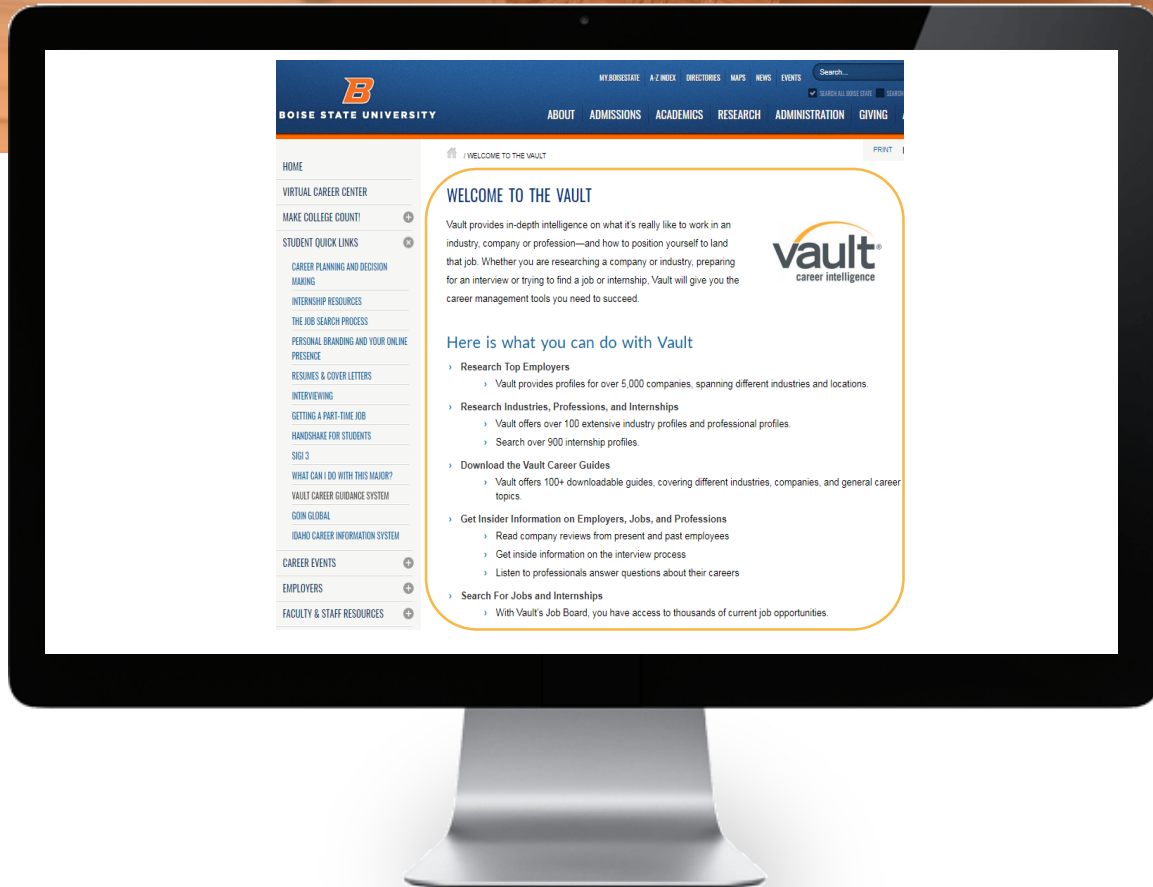 MY.BOISESTATE A-Z INDEX DIRECTORIES MAPS NEWS EVENTS Search...
SEARCH ALL BOISE STATE SEARCH
B
BOISE STATE UNIVERSITY
ABOUT ADMISSIONS ACADEMICS RESEARCH ADMINISTRATION GIVING
/ WELCOME TO THE VAULT
PRINT
HOME
VIRTUAL CAREER CENTER
MAKE COLLEGE COUNT!
STUDENT QUICK LINKS
CAREER PLANNING AND DECISION
MAKING
INTERNSHIP RESOURCES
THE JOB SEARCH PROCESS
PERSONAL BRANDING AND YOUR ONLINE
PRESENCE
RESUMES & COVER LETTERS
INTERVIEWING
GETTING A PART-TIME JOB
HANDSHAKE FOR STUDENTS
SIGI 3
WHAT CAN I DO WITH THIS MAJOR?
VAULT CAREER GUIDANCE SYSTEM
GOIN GLOBAL
IDAHO CAREER INFORMATION SYSTEM
CAREER EVENTS
EMPLOYERS
FACULTY & STAFF RESOURCES
WELCOME TO THE VAULT
Vault provides in-depth intelligence on what it's really like to work in an
industry, company or profession—and how to position yourself to land
that job. Whether you are researching a company or industry, preparing
for an interview or trying to find a job or internship, Vault will give you the
career management tools you need to succeed.
vault®
career intelligence
Here is what you can do with Vault
› Research Top Employers
› Vault provides profiles for over 5,000 companies, spanning different industries and locations.
› Research Industries, Professions, and Internships
› Vault offers over 100 extensive industry profiles and professional profiles.
› Search over 900 internship profiles.
› Download the Vault Career Guides
› Vault offers 100+ downloadable guides, covering different industries, companies, and general career
topics.
› Get Insider Information on Employers, Jobs, and Professions
› Read company reviews from present and past employees
› Get inside information on the interview process
› Listen to professionals answer questions about their careers
› Search For Jobs and Internships
› With Vault's Job Board, you have access to thousands of current job opportunities.